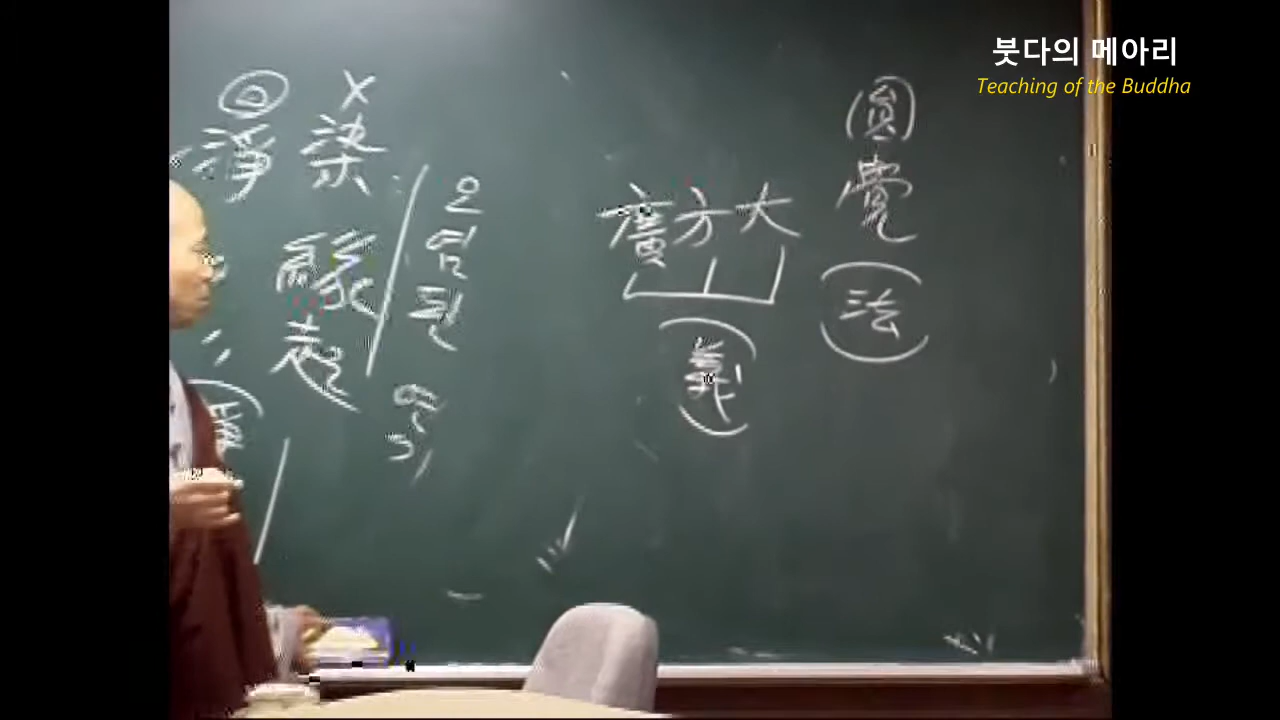 붓다의 메아리
Teaching of the Buddha
圓覺
(法)
大方廣
(義)
오염된
연기
X
染
◎
淨
緣起